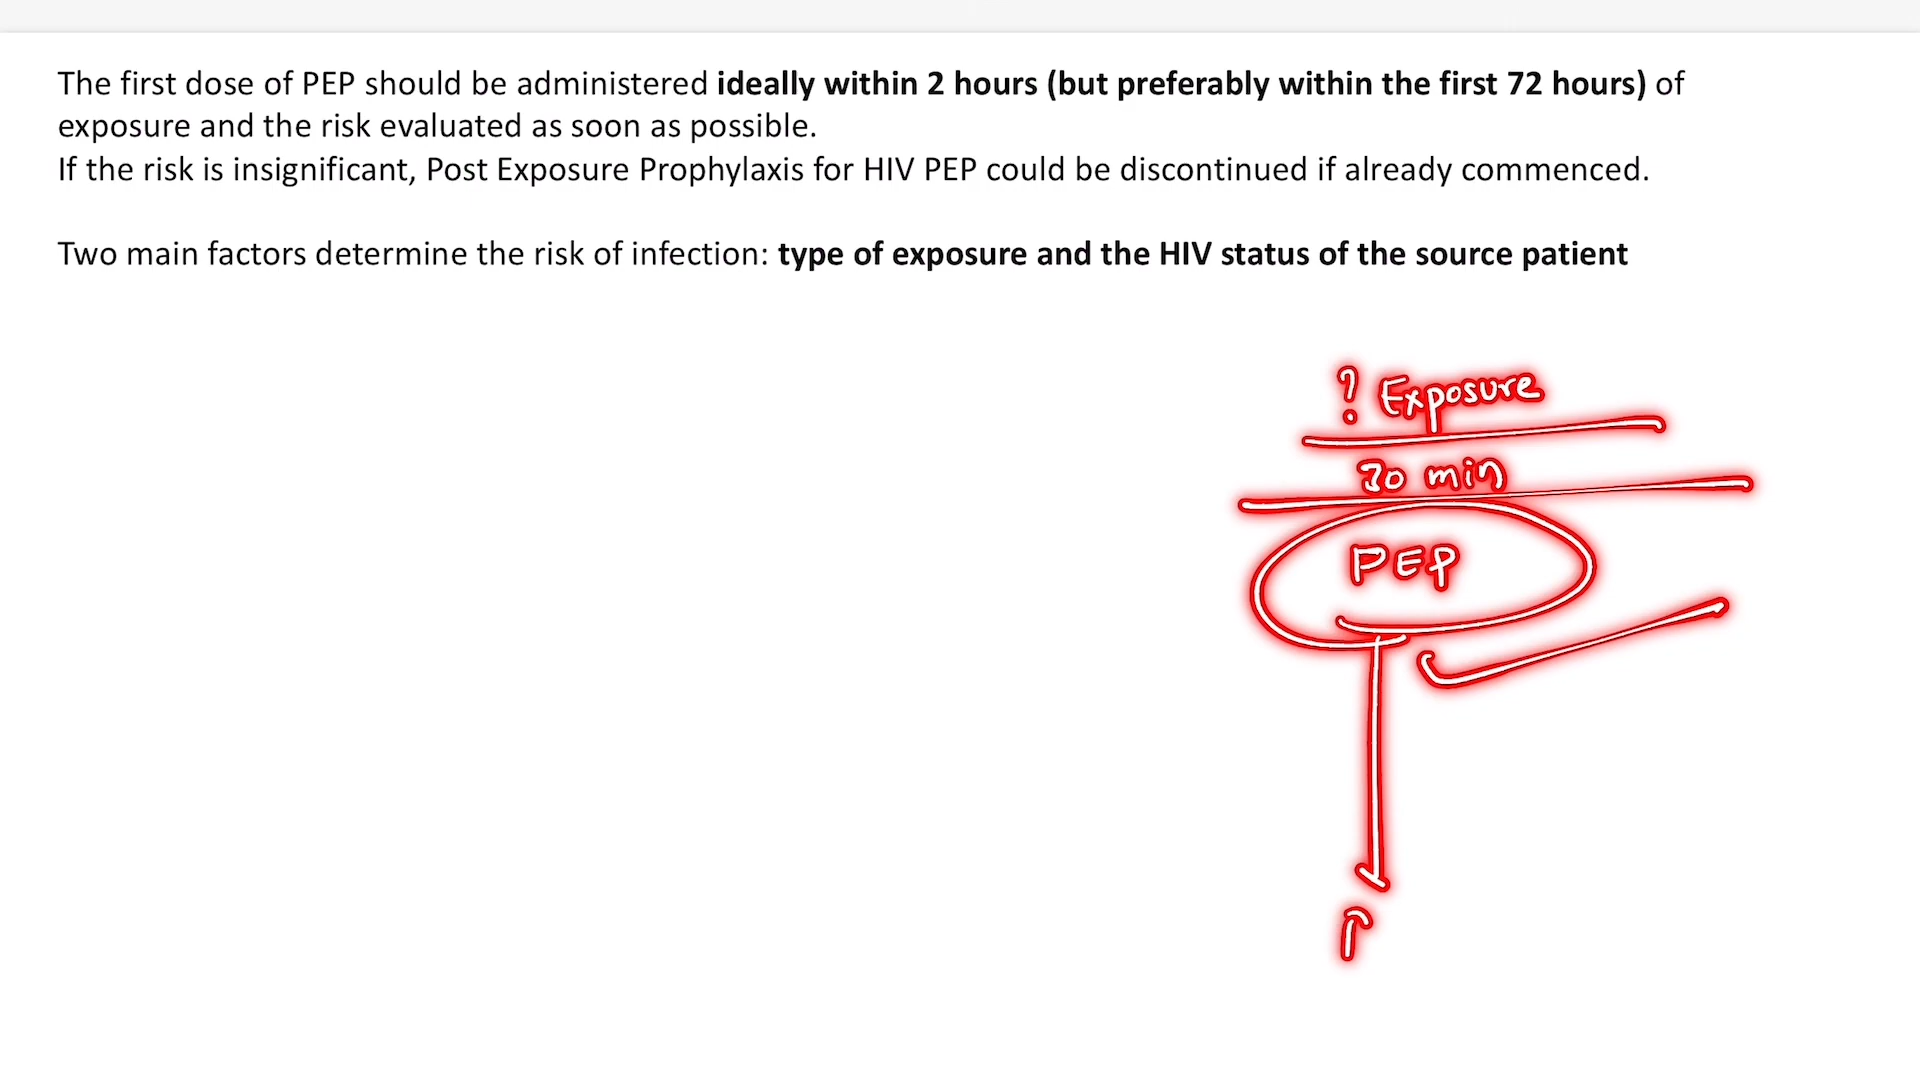 The first dose of PEP should be administered ideally within 2 hours (but preferably within the first 72 hours) of
exposure and the risk evaluated as soon as possible.
If the risk is insignificant, Post Exposure Prophylaxis for HIV PEP could be discontinued if already commenced.
Two main factors determine the risk of infection: type of exposure and the HIV status of the source patient
? Exposure
30 min
PEP